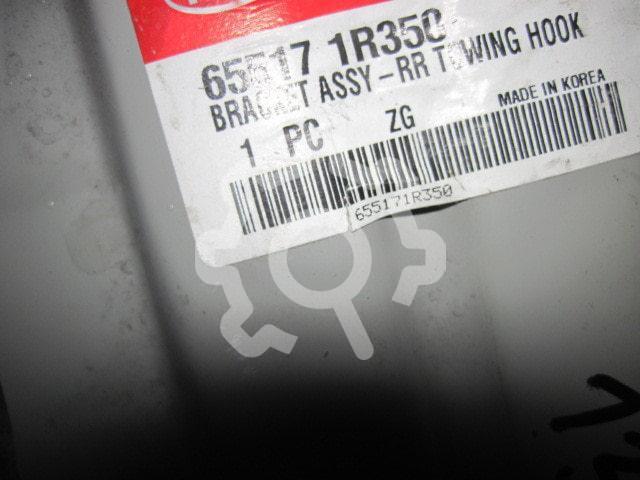 65517 1R350
BRACKET ASSY-RR TOWING HOOK
1 PC ZG MADE IN KOREA
655171R350